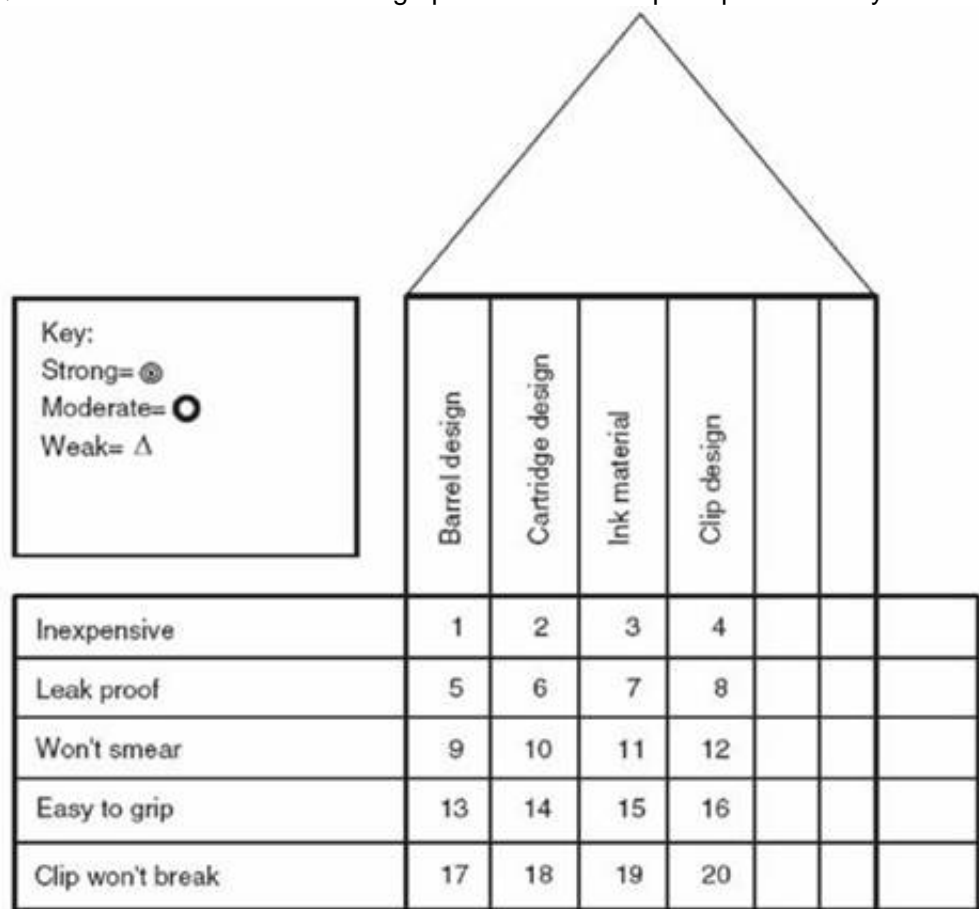 Key:
Strong= ◎
Moderate= O
Weak= Δ
Barrel design
Cartridge design
Ink material
Clip design
Inexpensive 1 2 3 4
Leak proof 5 6 7 8
Won't smear 9 10 11 12
Easy to grip 13 14 15 16
Clip won't break 17 18 19 20